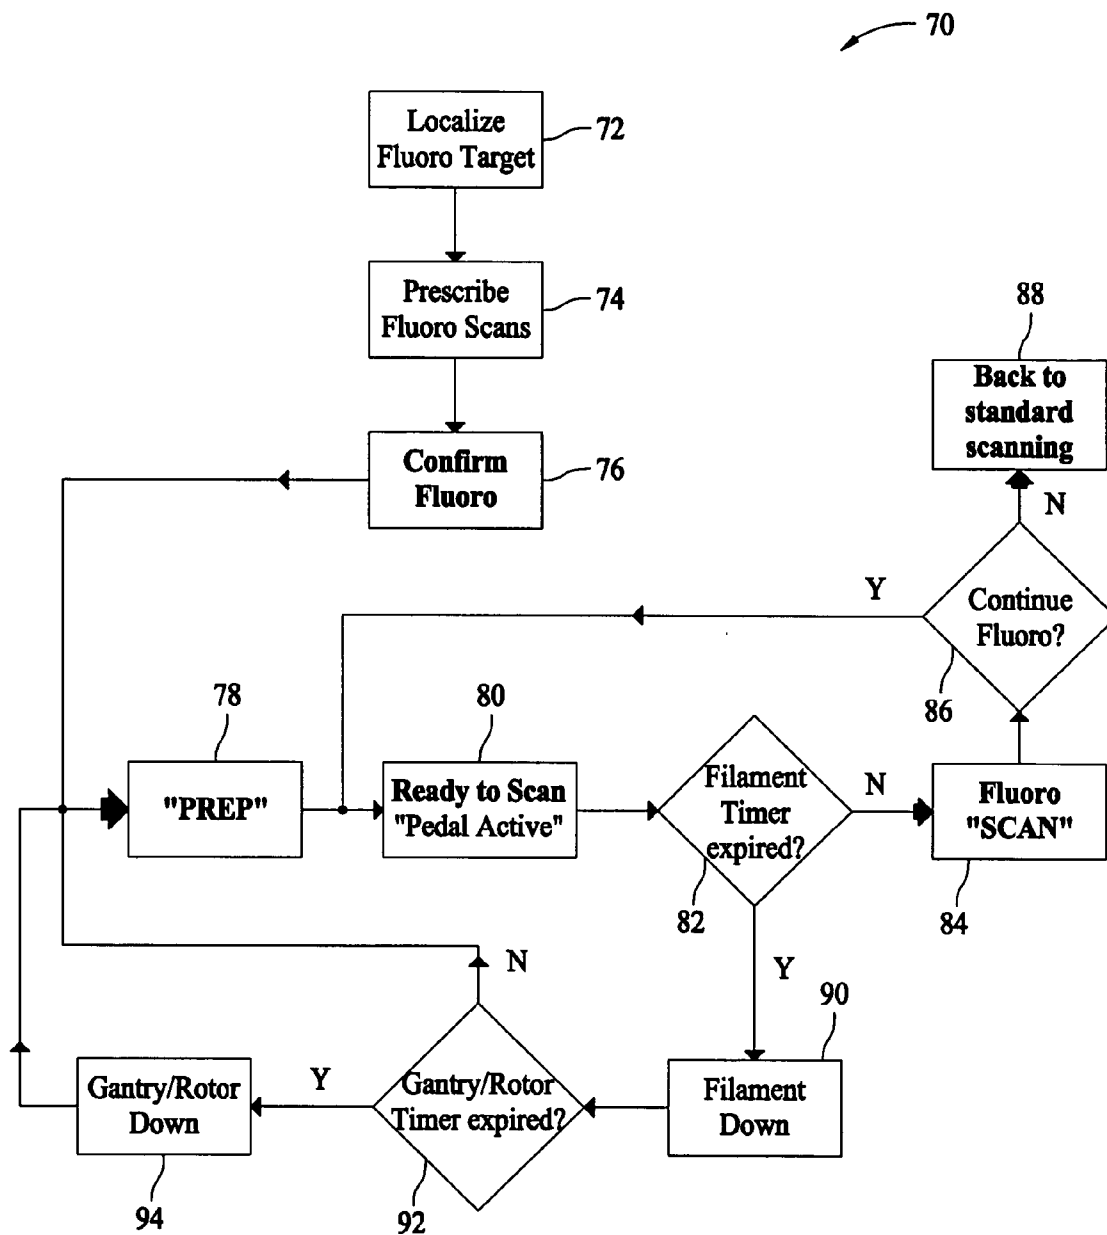 70
Localize
Fluoro Target
72
Prescribe
Fluoro Scans
74
88
Back to
standard
scanning
Confirm
Fluoro
76
N
Y
Continue
Fluoro?
86
78
80
"PREP"
Ready to Scan
"Pedal Active"
Filament
Timer
expired?
82
N
Fluoro
"SCAN"
84
N
Y
90
Gantry/Rotor
Down
94
Y
Gantry/Rotor
Timer expired?
92
Filament
Down